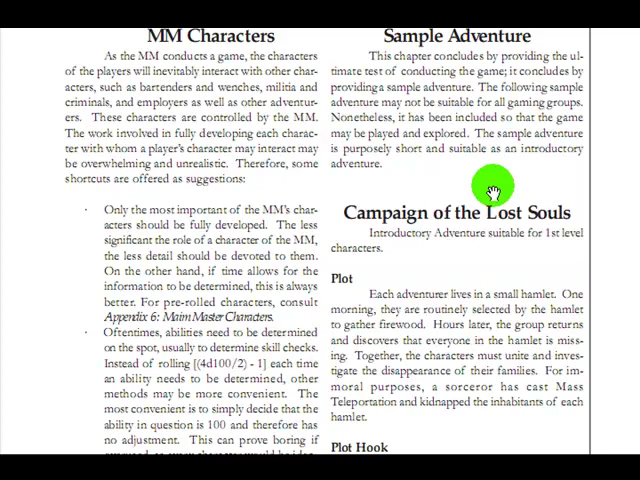 MM Characters
As the MM conducts a game, the characters
of the players will inevitably interact with other char-
acters, such as bartenders and wenches, militia and
criminals, and employers as well as other adventur-
ers. These characters are controlled by the MM.
The work involved in fully developing each charac-
ter with whom a player's character may interact may
be overwhelming and unrealistic. Therefore, some
shortcuts are offered as suggestions:
· Only the most important of the MM's char-
acters should be fully developed. The less
significant the role of a character of the MM,
the less detail should be devoted to them.
On the other hand, if time allows for the
information to be determined, this is always
better. For pre-rolled characters, consult
Appendix 6: Maim Master Characters.
· Oftentimes, abilities need to be determined
on the spot, usually to determine skill checks.
Instead of rolling [(4d100/2) - 1] each time
an ability needs to be determined, other
methods may be more convenient. The
most convenient is to simply decide that the
ability in question is 100 and therefore has
no adjustment. This can prove boring if
Sample Adventure
This chapter concludes by providing the ul-
timate test of conducting the game; it concludes by
providing a sample adventure. The following sample
adventure may not be suitable for all gaming groups.
Nonetheless, it has been included so that the game
may be played and explored. The sample adventure
is purposely short and suitable as an introductory
adventure.
Campaign of the Lost Souls
Introductory Adventure suitable for 1st level
characters.
Plot
Each adventurer lives in a small hamlet. One
morning, they are routinely selected by the hamlet
to gather firewood. Hours later, the group returns
and discovers that everyone in the hamlet is miss-
ing. Together, the characters must unite and inves-
tigate the disappearance of their families. For im-
moral purposes, a sorceror has cast Mass
Teleportation and kidnapped the inhabitants of each
hamlet.
Plot Hook